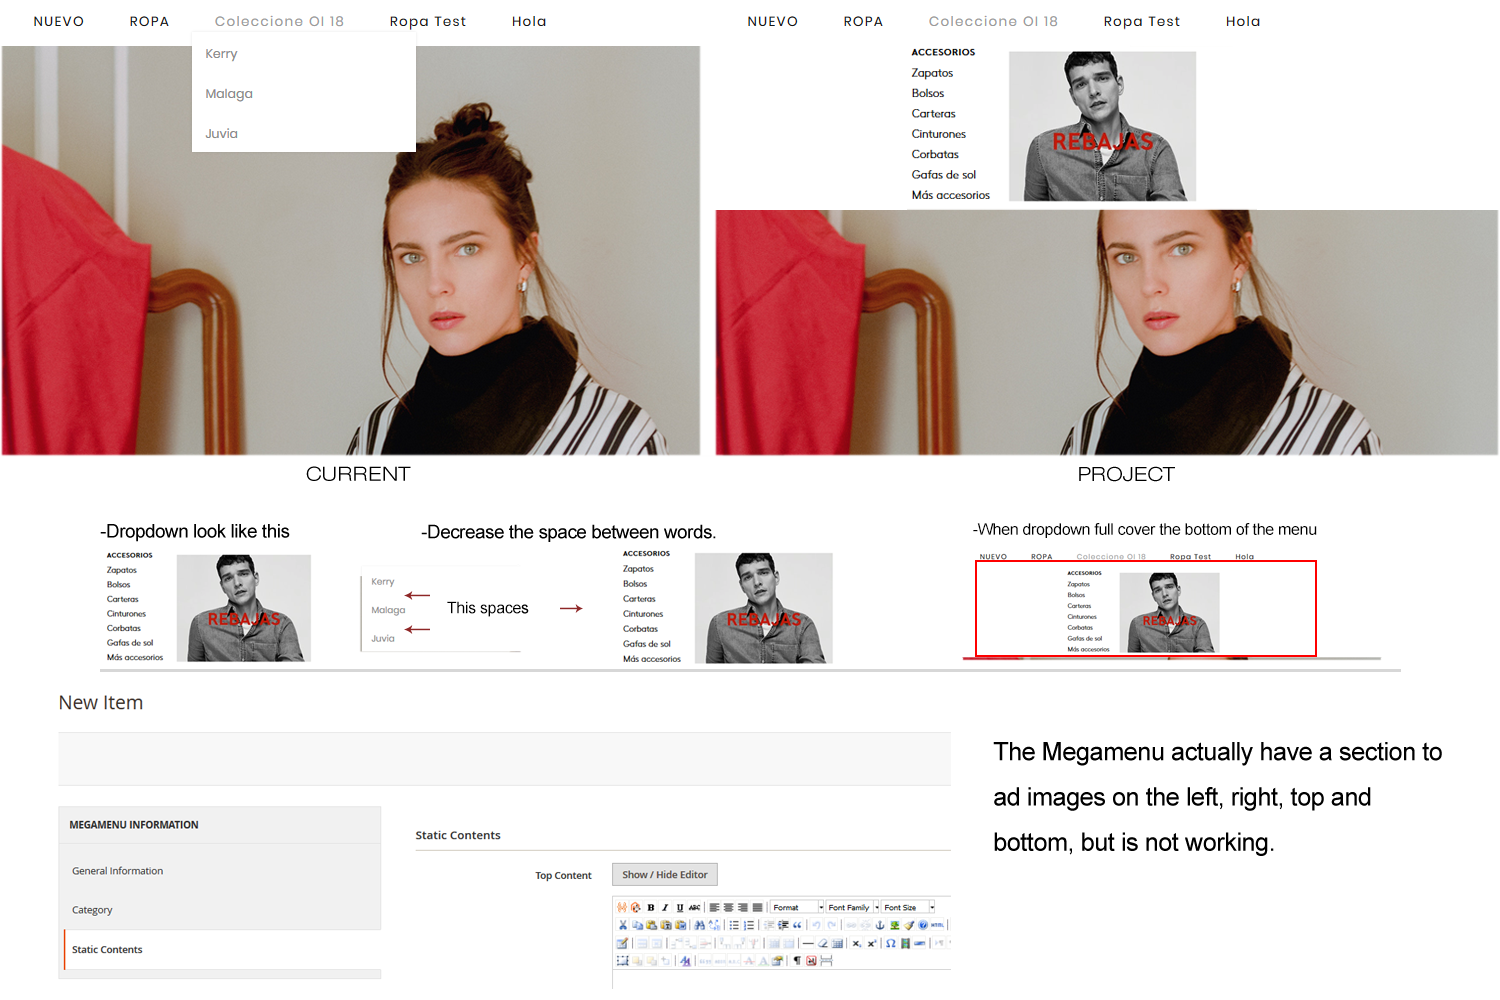 NUEVO ROPA Coleccione OI 18 Ropa Test Hola
Kerry
Malaga
Juvia
NUEVO ROPA Coleccione OI 18 Ropa Test Hola
ACCESORIOS
Zapatos
Bolsos
Carteras
Cinturones
Corbatas
Gafas de sol
Más accesorios
REBAJAS
CURRENT
PROJECT
-Dropdown look like this
ACCESORIOS
Zapatos
Bolsos
Carteras
Cinturones
Corbatas
Gafas de sol
Más accesorios
REBAJAS
-Decrease the space between words.
Kerry
Malaga
Juvia
This spaces
ACCESORIOS
Zapatos
Bolsos
Carteras
Cinturones
Corbatas
Gafas de sol
Más accesorios
REBAJAS
-When dropdown full cover the bottom of the menu
NUEVO ROPA Coleccione OI 18 Ropa Test Hola
ACCESORIOS
Zapatos
Bolsos
Carteras
Cinturones
Corbatas
Gafas de sol
Más accesorios
REBAJAS
New Item
MEGAMENU INFORMATION
General Information
Category
Static Contents
Static Contents
Top Content Show / Hide Editor
B I U ABC Format Font Family Font Size
HTML
The Megamenu actually have a section to
ad images on the left, right, top and
bottom, but is not working.